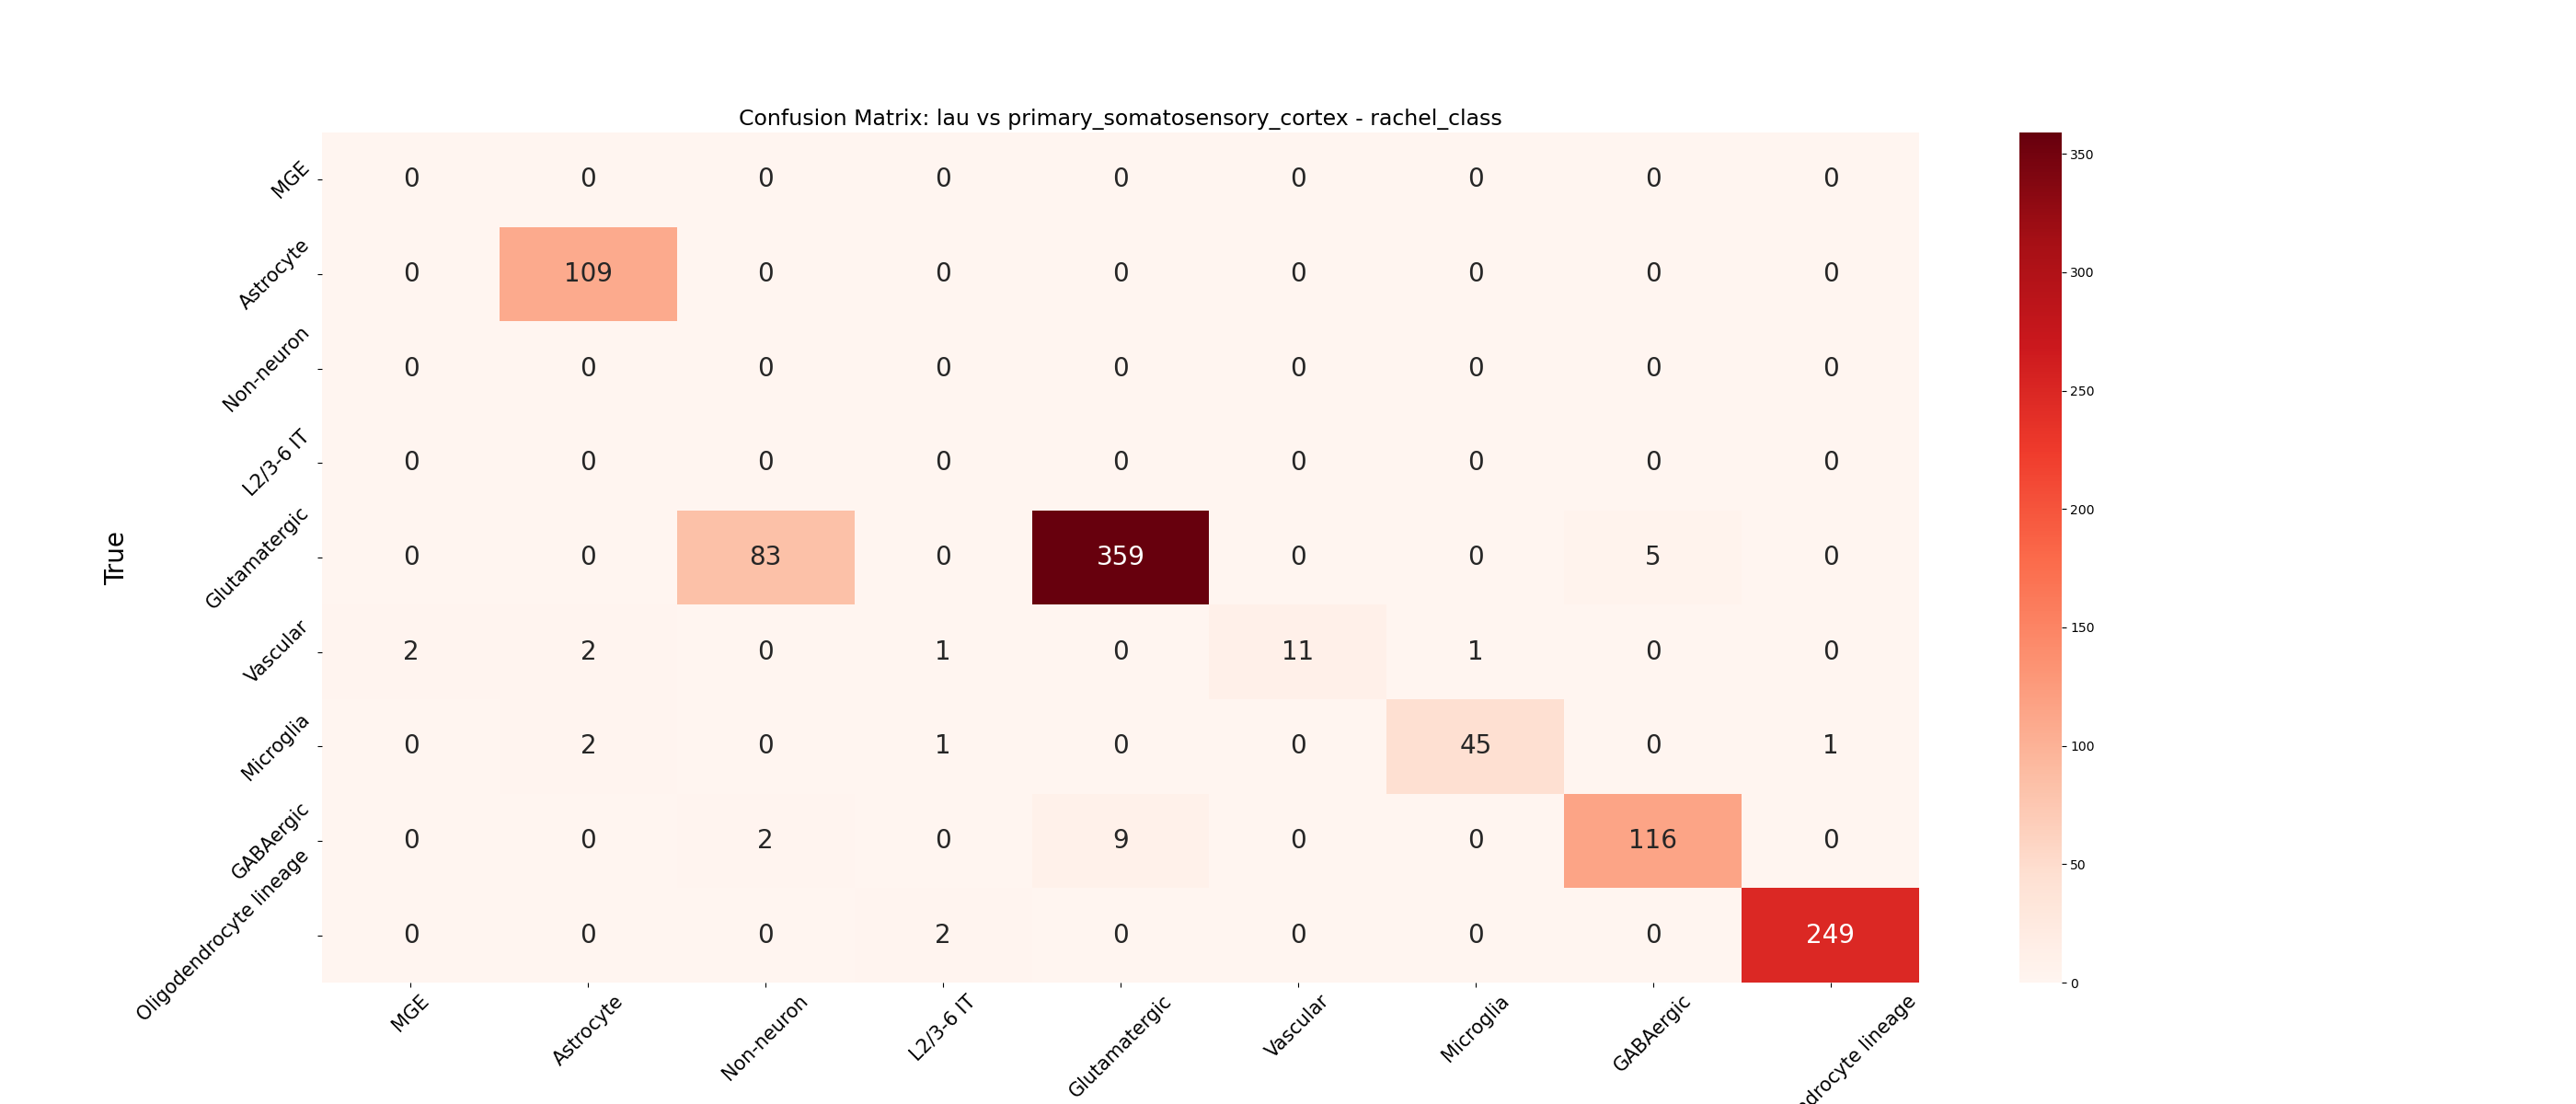 Confusion Matrix: lau vs primary_somatosensory_cortex - rachel_class
True
MGE 0 0 0 0 0 0 0 0 0
Astrocyte 0 109 0 0 0 0 0 0 0
Non-neuron 0 0 0 0 0 0 0 0 0
L2/3-6 IT 0 0 0 0 0 0 0 0 0
Glutamatergic 0 0 83 0 359 0 0 5 0
Vascular 2 2 0 1 0 11 1 0 0
Microglia 0 2 0 1 0 0 45 0 1
GABAergic 0 0 2 0 9 0 0 116 0
Oligodendrocyte lineage 0 0 0 2 0 0 0 0 249
MGE Astrocyte Non-neuron L2/3-6 IT Glutamatergic Vascular Microglia GABAergic ndrocyte lineage
350
300
250
200
150
100
50
0